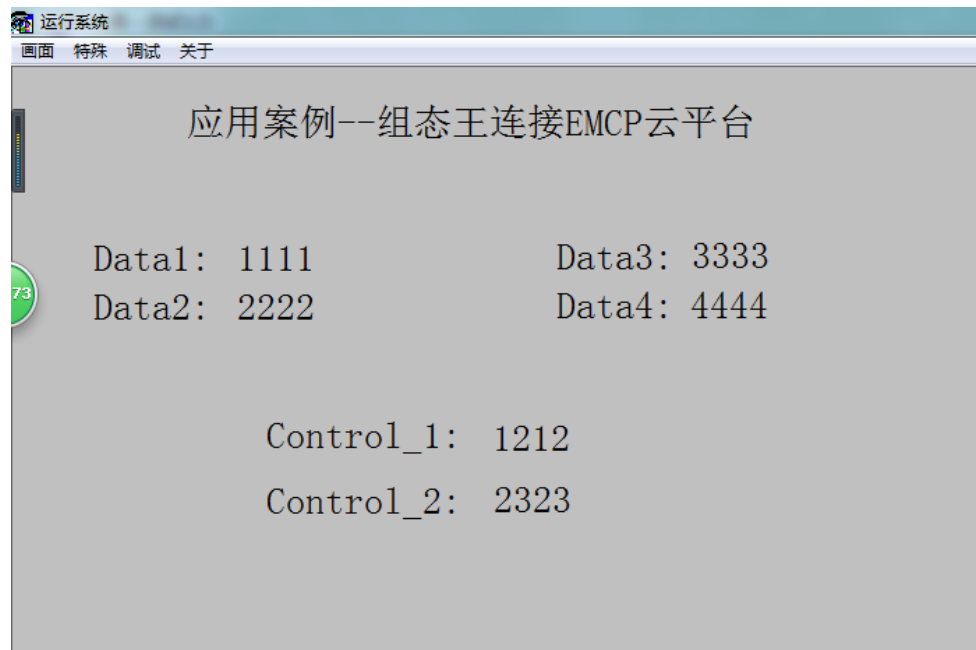 运行系统
画面 特殊 调试 关于
应用案例--组态王连接EMCP云平台
Data1: 1111 Data3: 3333
73
Data2: 2222 Data4: 4444
Control_1: 1212
Control_2: 2323